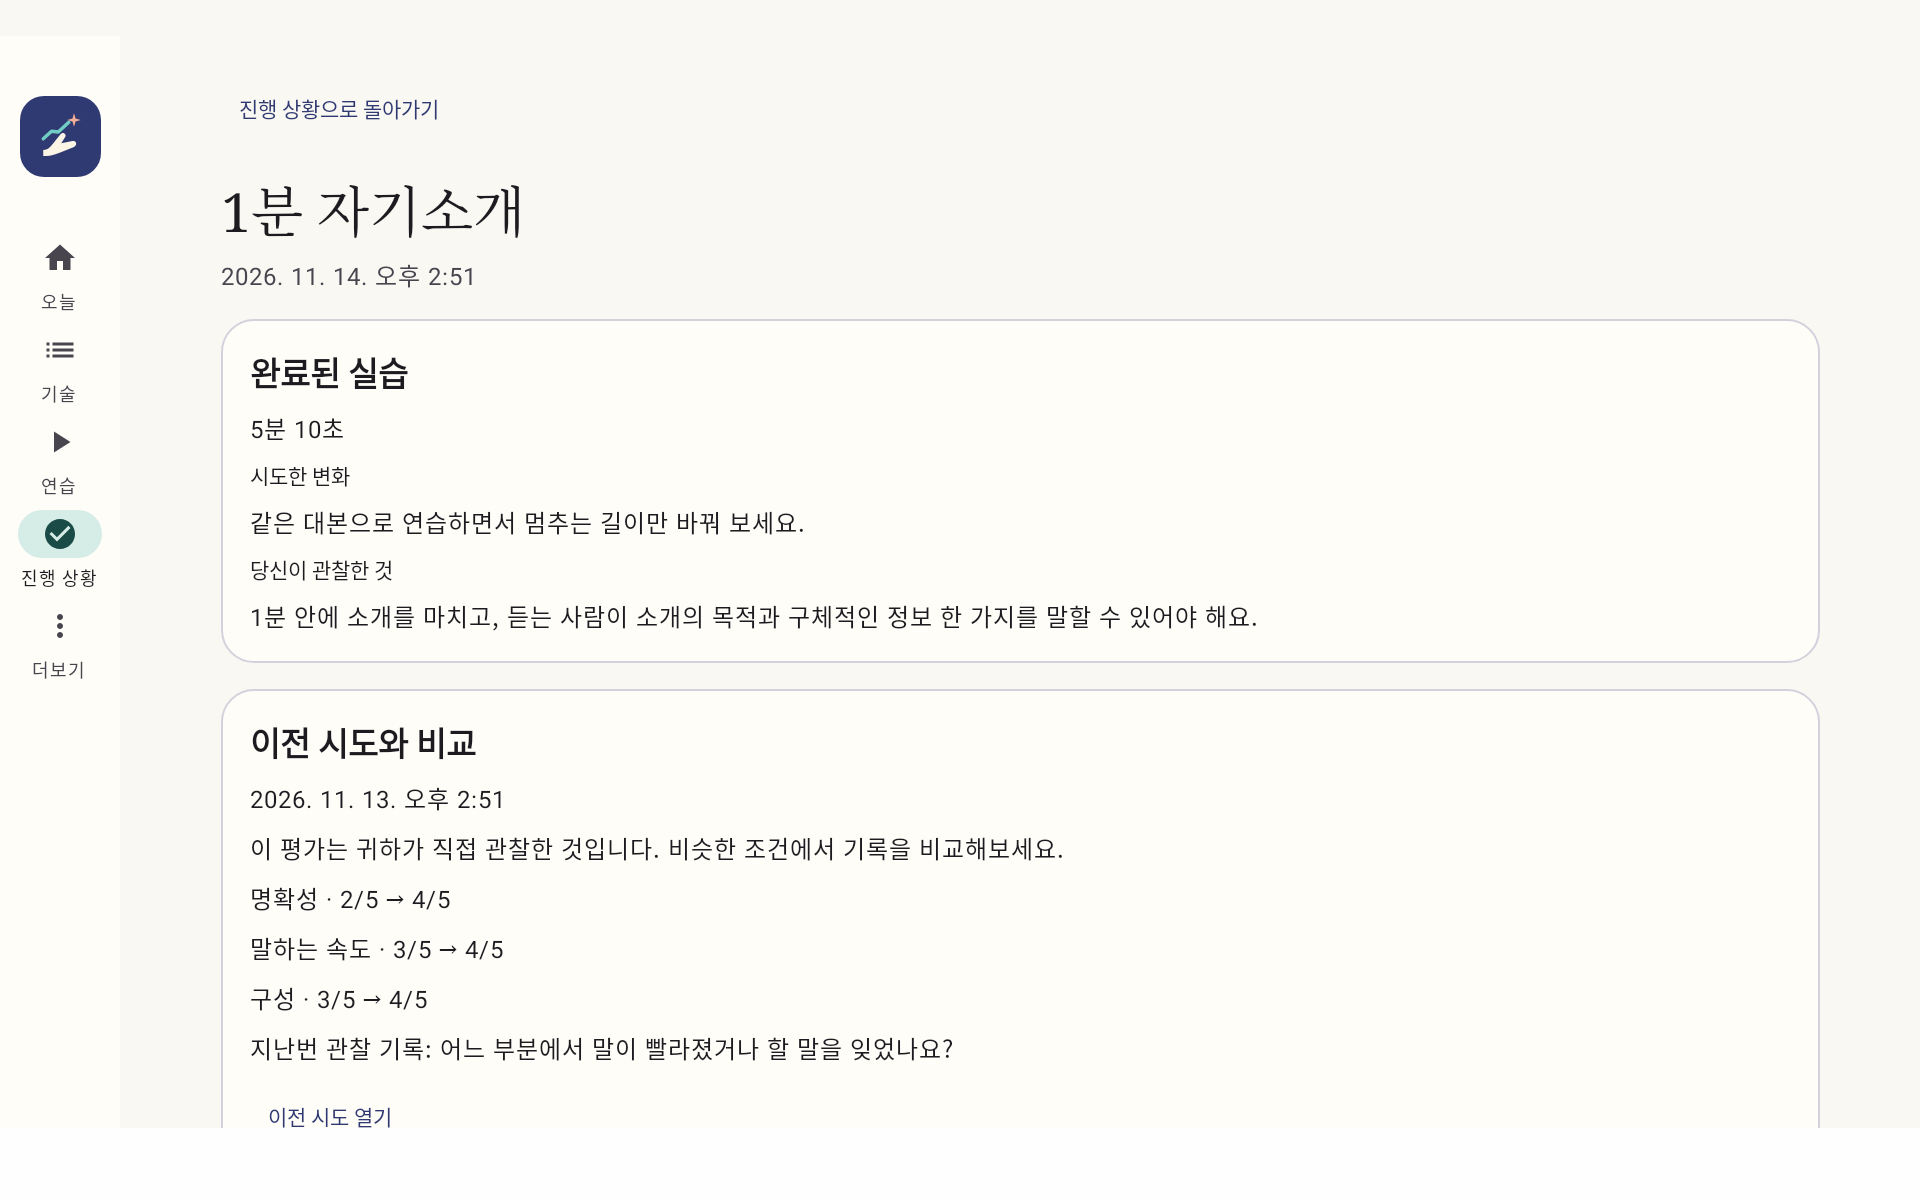 오늘
기술
연습
진행 상황
더보기
진행 상황으로 돌아가기
1분 자기소개
2026. 11. 14. 오후 2:51
완료된 실습
5분 10초
시도한 변화
같은 대본으로 연습하면서 멈추는 길이만 바꿔 보세요.
당신이 관찰한 것
1분 안에 소개를 마치고, 듣는 사람이 소개의 목적과 구체적인 정보 한 가지를 말할 수 있어야 해요.
이전 시도와 비교
2026. 11. 13. 오후 2:51
이 평가는 귀하가 직접 관찰한 것입니다. 비슷한 조건에서 기록을 비교해보세요.
명확성 · 2/5 → 4/5
말하는 속도 · 3/5 → 4/5
구성 · 3/5 → 4/5
지난번 관찰 기록: 어느 부분에서 말이 빨라졌거나 할 말을 잊었나요?
이전 시도 열기